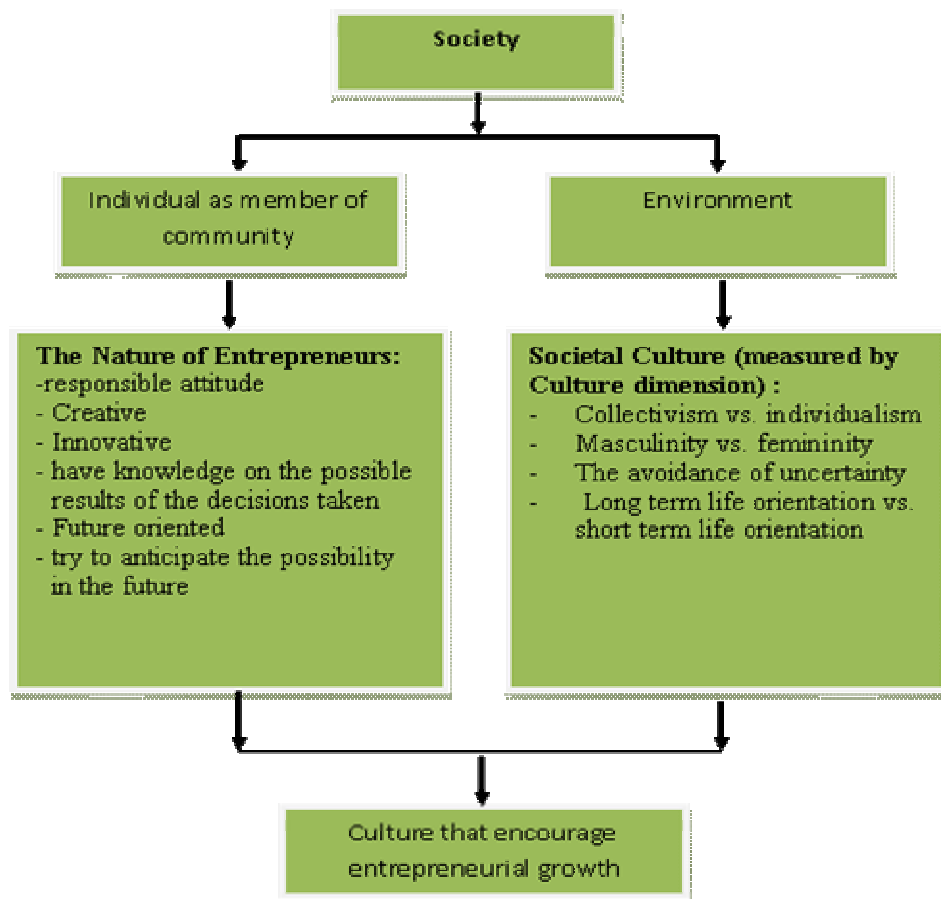 Society
Individual as member of
community
Environment
The Nature of Entrepreneurs:
-responsible attitude
- Creative
- Innovative
- have knowledge on the possible
results of the decisions taken
- Future oriented
- try to anticipate the possibility
in the future
Societal Culture (measured by
Culture dimension) :
- Collectivism vs. individualism
- Masculinity vs. femininity
- The avoidance of uncertainty
- Long term life orientation vs.
short term life orientation
Culture that encourage
entrepreneurial growth